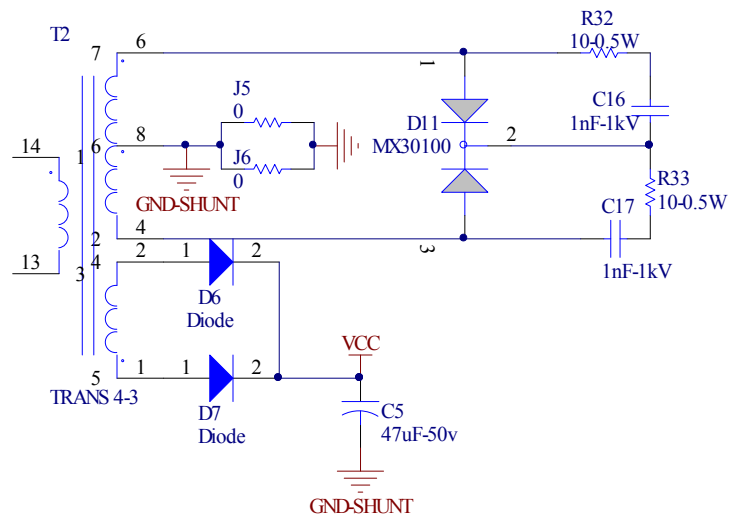 T2
7
6
14
1
6
8
13
3
2
4
4
2
5
1
TRANS 4-3
J5
0
J6
0
GND-SHUNT
1
D11
MX30100
2
3
R32
10-0.5W
C16
1nF-1kV
R33
10-0.5W
C17
1nF-1kV
1
2
D6
Diode
1
2
D7
Diode
VCC
C5
47uF-50v
GND-SHUNT